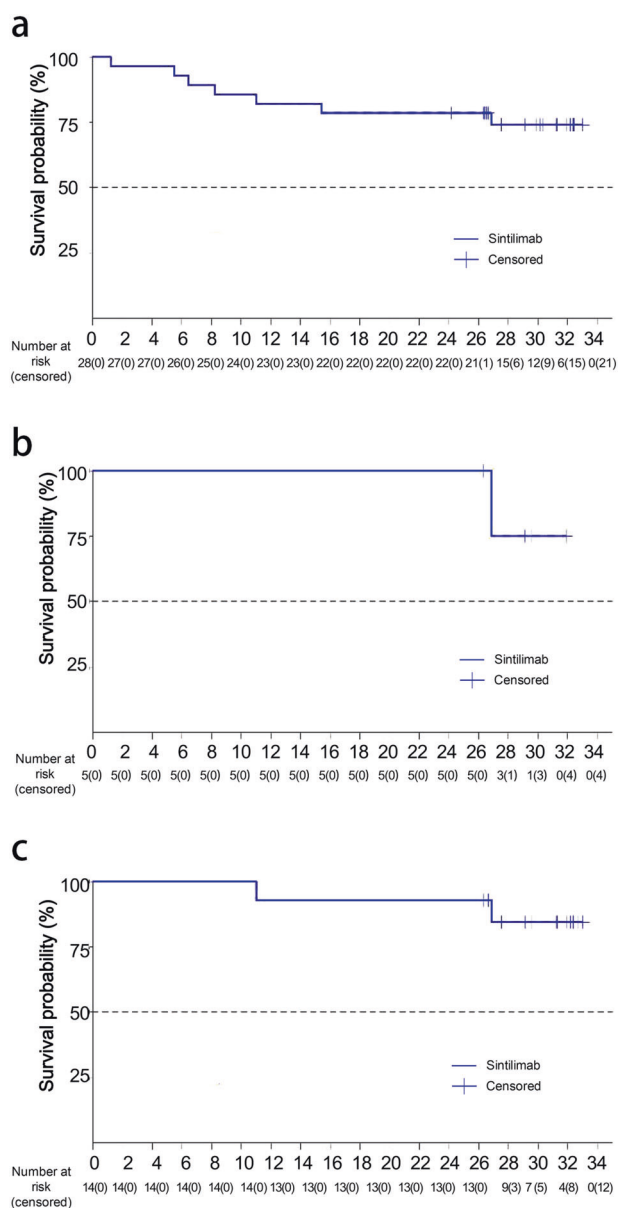 a
Survival probability (%)
100
75
50
25
Sintilimab
Censored
0 2 4 6 8 10 12 14 16 18 20 22 24 26 28 30 32 34
Number at
risk
(censored)
28(0) 27(0) 27(0) 26(0) 25(0) 24(0) 23(0) 23(0) 22(0) 22(0) 22(0) 22(0) 22(0) 21(1) 15(6) 12(9) 6(15) 0(21)
b
Survival probability (%)
100
75
50
25
Sintilimab
Censored
0 2 4 6 8 10 12 14 16 18 20 22 24 26 28 30 32 34
Number at
risk
(censored)
5(0) 5(0) 5(0) 5(0) 5(0) 5(0) 5(0) 5(0) 5(0) 5(0) 5(0) 5(0) 5(0) 5(0) 3(1) 1(3) 0(4) 0(4)
c
Survival probability (%)
100
75
50
25
Sintilimab
Censored
0 2 4 6 8 10 12 14 16 18 20 22 24 26 28 30 32 34
Number at
risk
(censored)
14(0) 14(0) 14(0) 14(0) 14(0) 14(0) 13(0) 13(0) 13(0) 13(0) 13(0) 13(0) 13(0) 9(3) 7 (5) 4(8) 0(12)